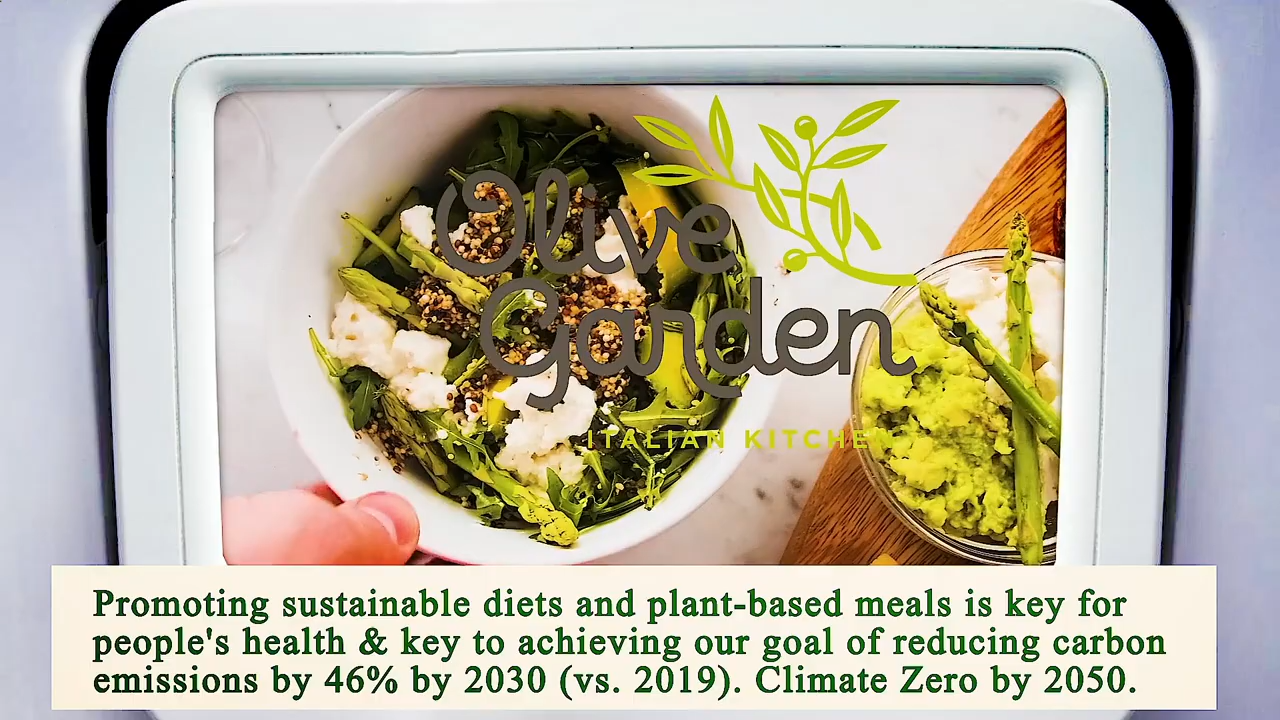 Olive
Garden
ITALIAN KITCHEN
Promoting sustainable diets and plant-based meals is key for
people's health & key to achieving our goal of reducing carbon
emissions by 46% by 2030 (vs. 2019). Climate Zero by 2050.